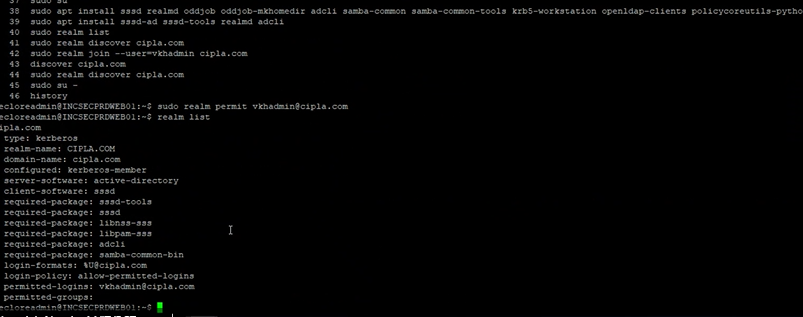 37  sudo su
38  sudo apt install sssd realmd oddjob oddjob-mkhomedir adcli samba-common samba-common-tools krb5-workstation openldap-clients policycoreutils-pytho
39  sudo apt install sssd-ad sssd-tools realmd adcli
40  sudo realm list
41  sudo realm discover cipla.com
42  sudo realm join --user=vkhadmin cipla.com
43  discover cipla.com
44  sudo realm discover cipla.com
45  sudo su -
46  history
ecloreadmin@INCSECPRDWEB01:~$ sudo realm permit vkhadmin@cipla.com
ecloreadmin@INCSECPRDWEB01:~$ realm list
ipla.com
type: kerberos
realm-name: CIPLA.COM
domain-name: cipla.com
configured: kerberos-member
server-software: active-directory
client-software: sssd
required-package: sssd-tools
required-package: sssd
required-package: libnss-sss
required-package: libpam-sss
required-package: adcli
required-package: samba-common-bin
login-formats: %U@cipla.com
login-policy: allow-permitted-logins
permitted-logins: vkhadmin@cipla.com
permitted-groups:
ecloreadmin@INCSECPRDWEB01:~$